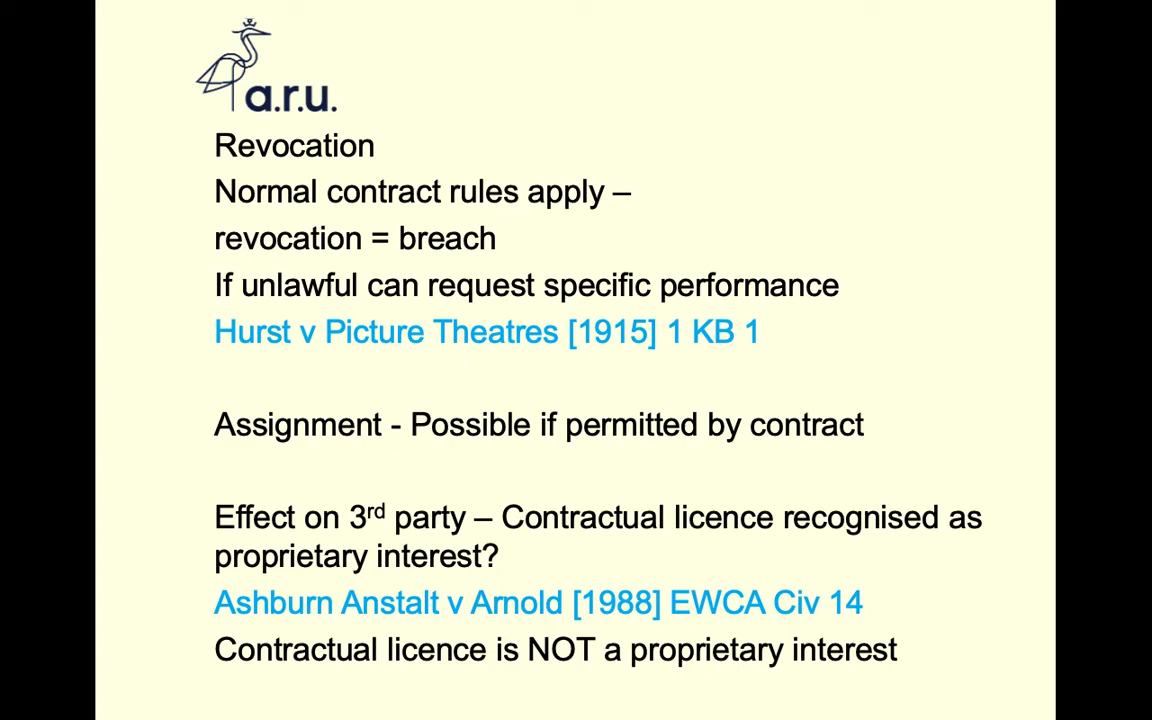 a.r.u.
Revocation
Normal contract rules apply –
revocation = breach
If unlawful can request specific performance
Hurst v Picture Theatres [1915] 1 KB 1
Assignment - Possible if permitted by contract
Effect on 3rd party – Contractual licence recognised as
proprietary interest?
Ashburn Anstalt v Arnold [1988] EWCA Civ 14
Contractual licence is NOT a proprietary interest